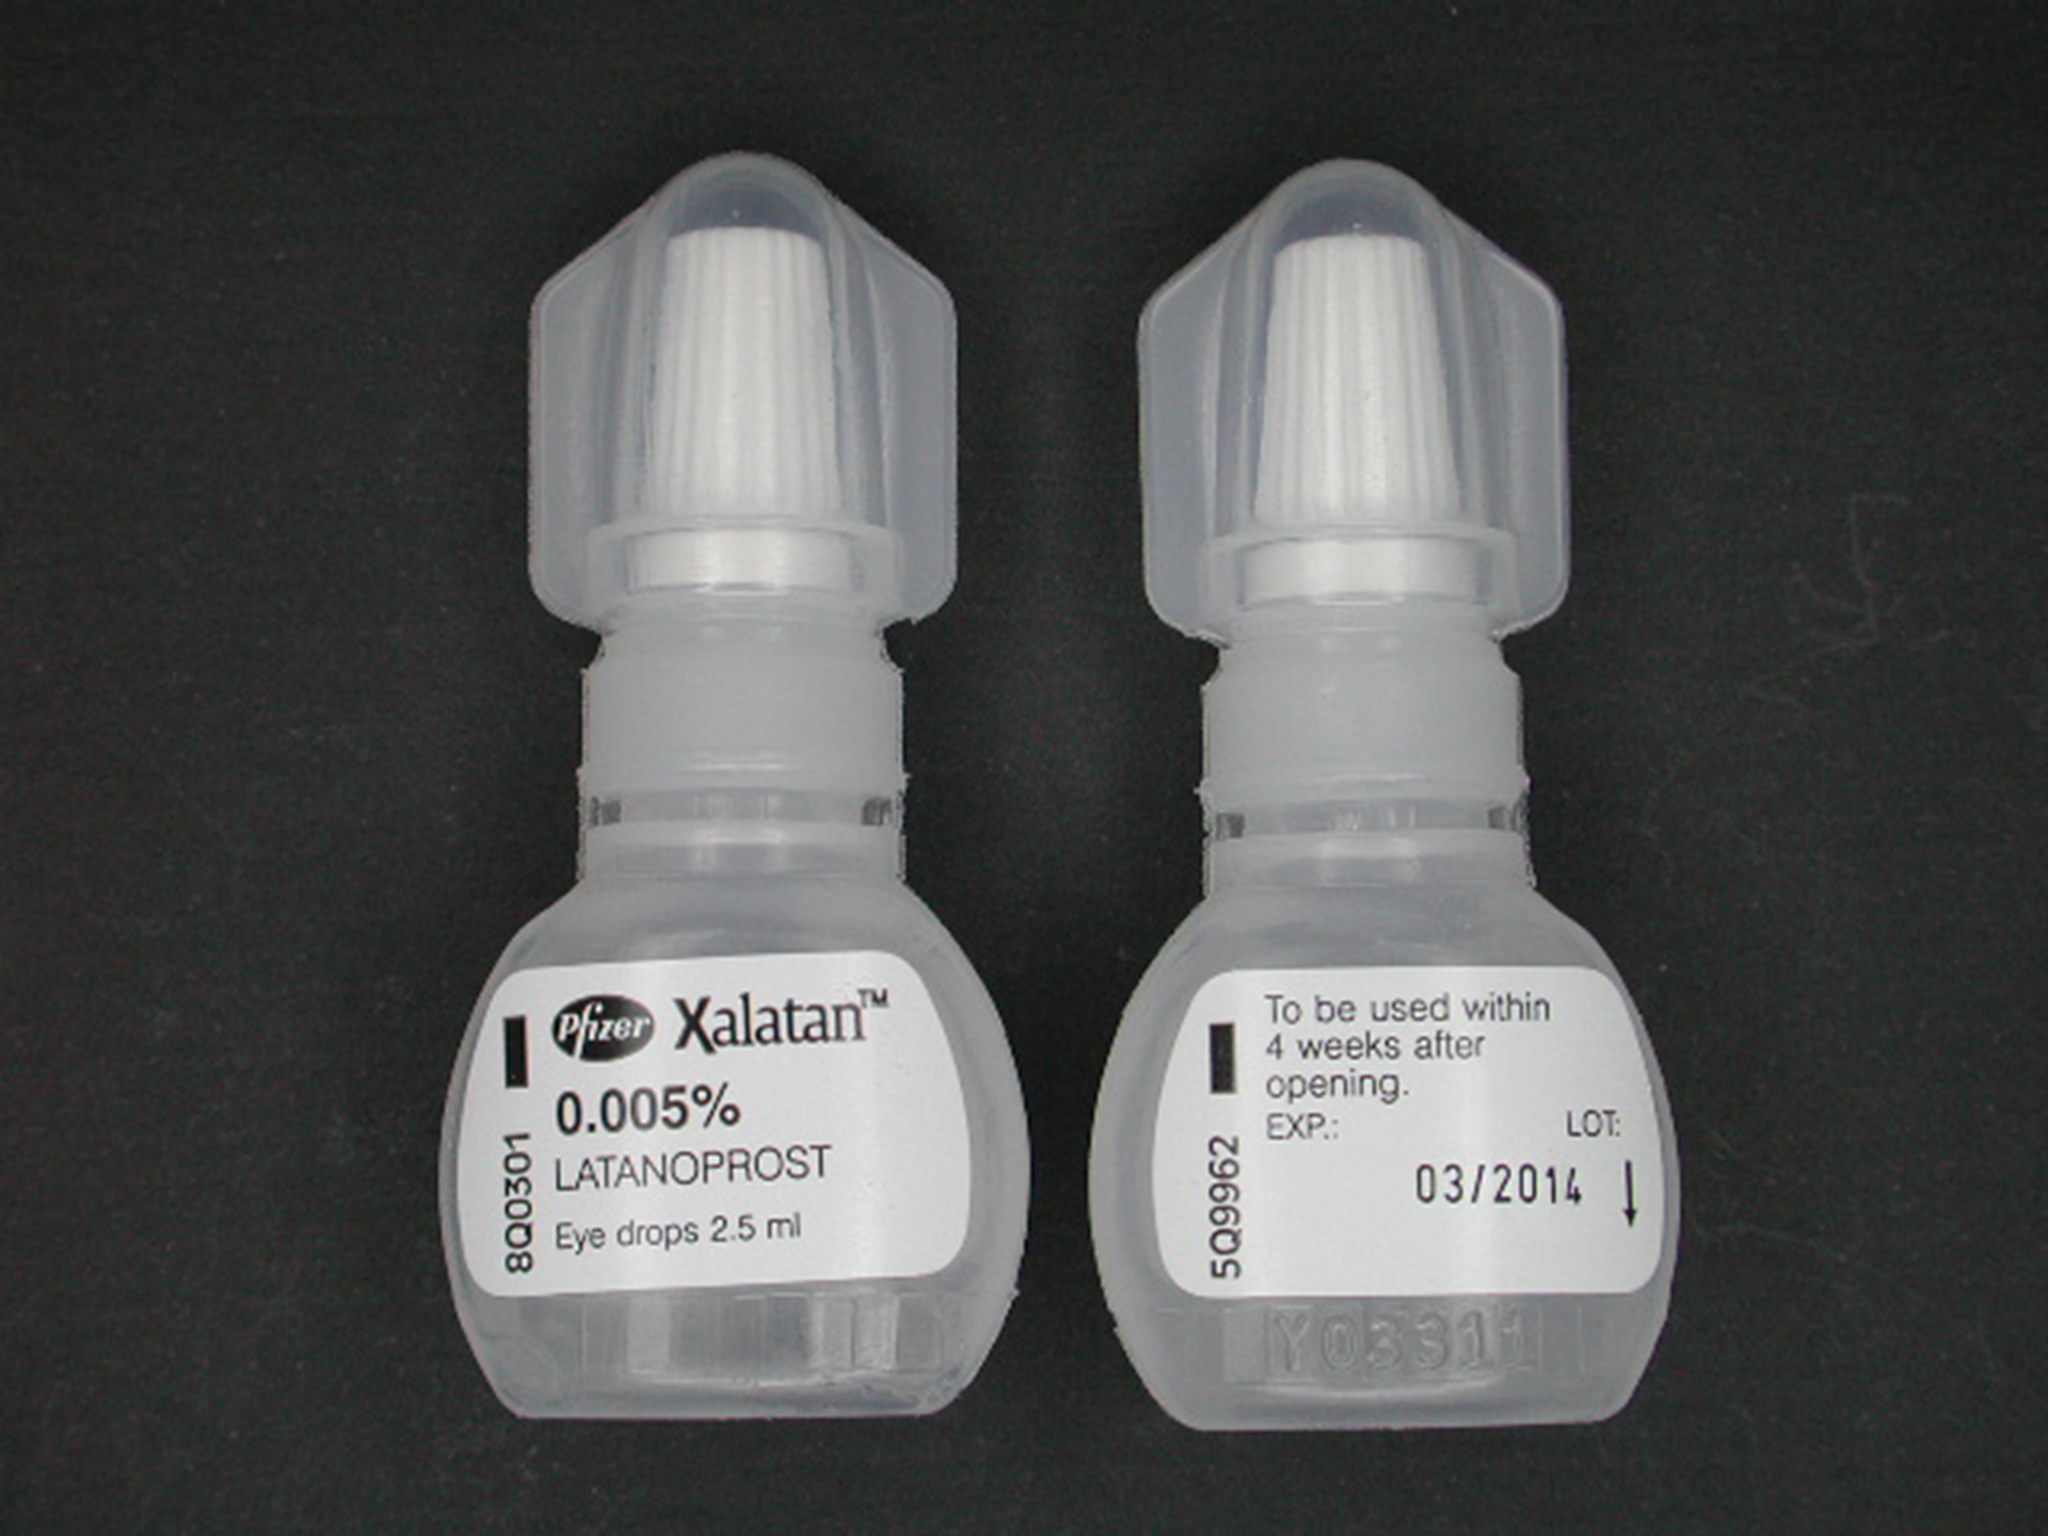 Pfizer Xalatan™
0.005%
LATANOPROST
Eye drops 2.5 ml
8Q0301
To be used within
4 weeks after
opening.
EXP.: LOT:
03/2014
5Q9962
Y03311